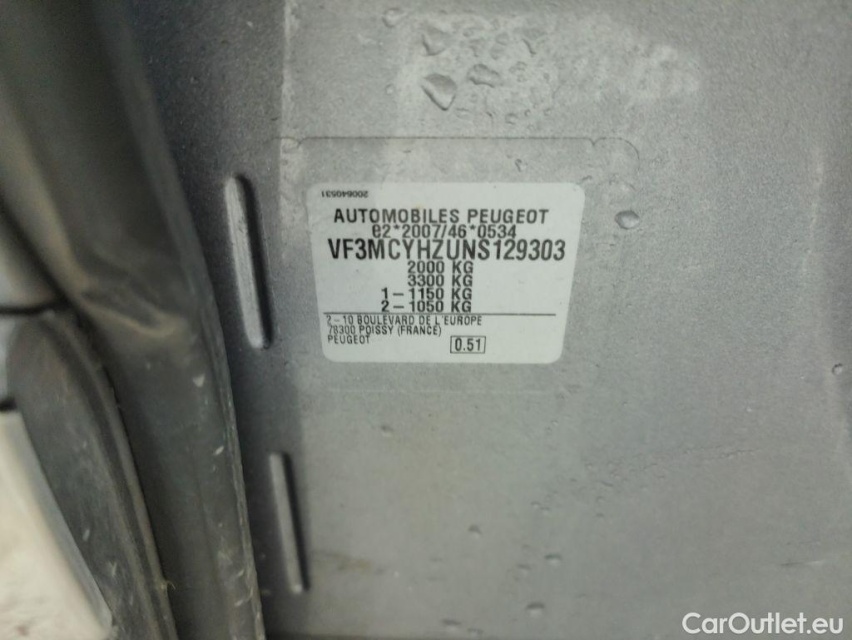 200640531
AUTOMOBILES PEUGEOT
e2*2007/46*0534
VF3MCYHZUNS129303
2000 KG
3300 KG
1-1150 KG
2-1050 KG
2-10 BOULEVARD DE L'EUROPE
78300 POISSY (FRANCE)
PEUGEOT
0.51
CarOutlet.eu